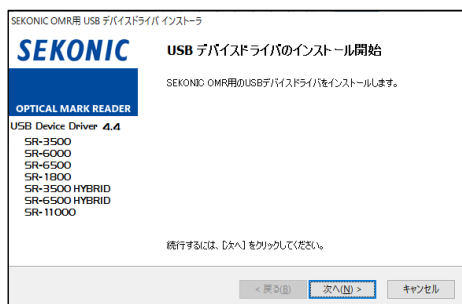 SEKONIC OMR用 USB デバイスドライバ インストーラ
SEKONIC
OPTICAL MARK READER
USB Device Driver 4.4
SR-3500
SR-6000
SR-6500
SR-1800
SR-3500 HYBRID
SR-6500 HYBRID
SR-11000
USB デバイスドライバのインストール開始
SEKONIC OMR用のUSBデバイスドライバをインストールします。
続行するには、[次へ] をクリックしてください。
< 戻る(B)
次へ(N) >
キャンセル